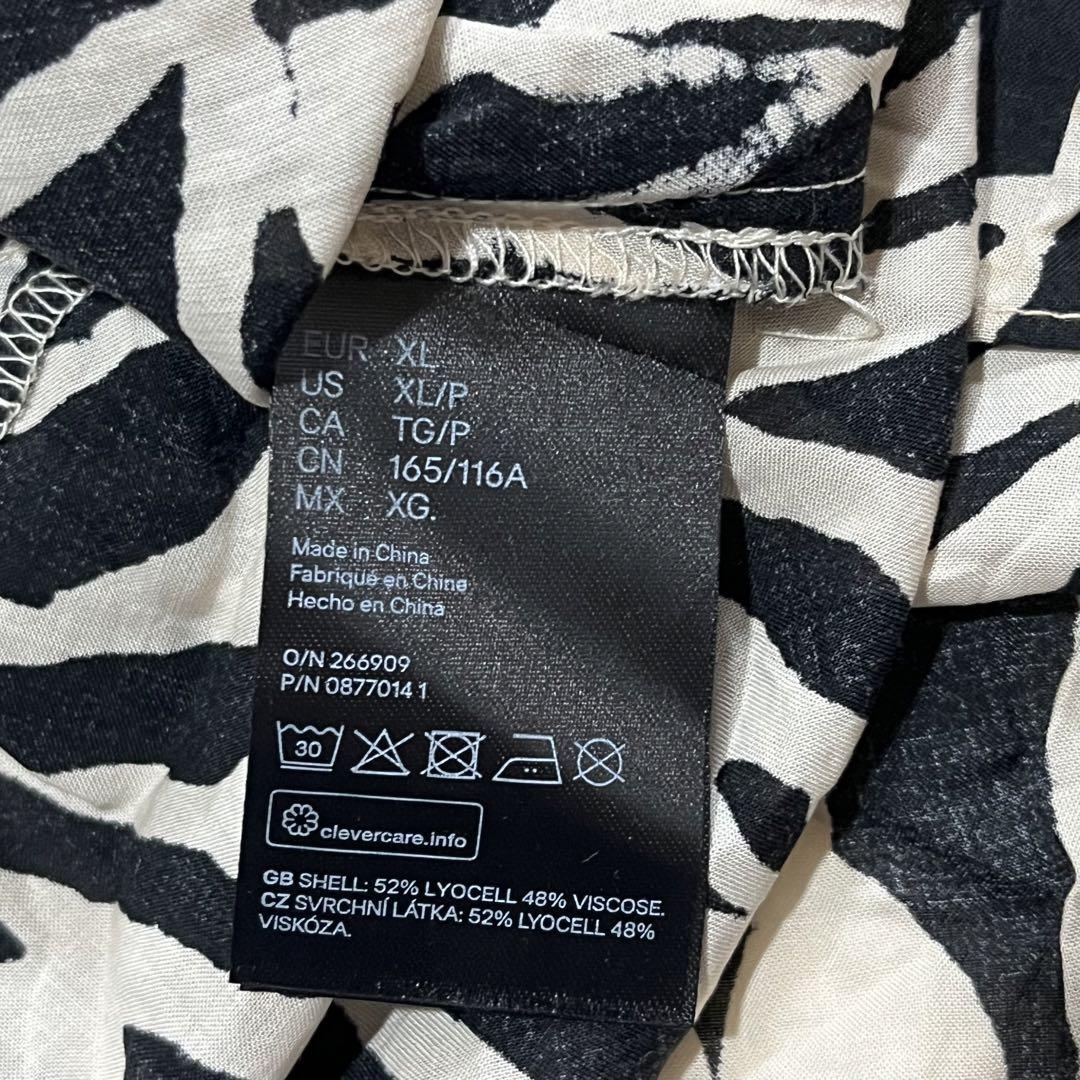 EUR XL
US XL/P
CA TG/P
CN 165/116A
MX XG.
Made in China
Fabriqué en Chine
Hecho en China
O/N 266909
P/N 0877014 1
30
clevercare.info
GB SHELL: 52% LYOCELL 48% VISCOSE.
CZ SVRCHNÍ LÁTKA: 52% LYOCELL 48%
VISKÓZA.